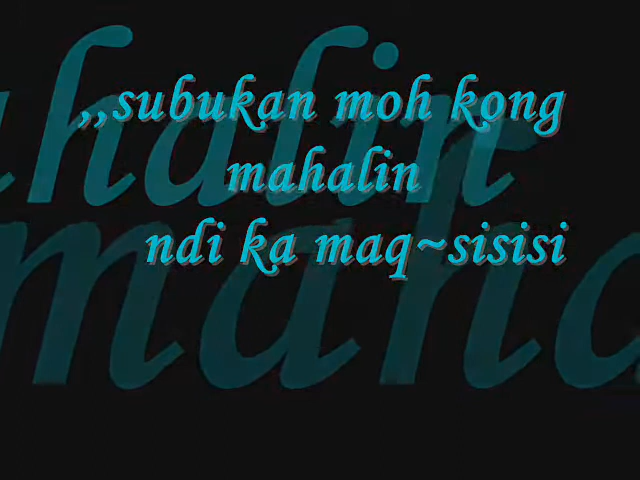 ,,subukan moh kong
mahalin
ndi ka maq~sisisi